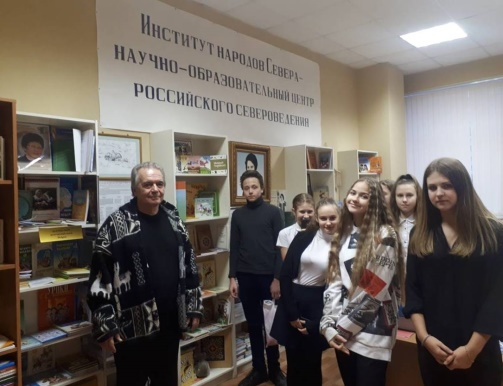 Институт народов Севера-
научно-образовательный центр
российского североведения